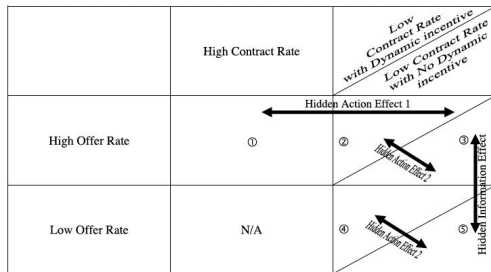 High Contract Rate
Low
Contract Rate
with Dynamic incentive
Low Contract Rate
with No Dynamic
incentive
Hidden Action Effect 1
High Offer Rate
①
②
③
Hidden Action Effect 2
Hidden Information Effect
Low Offer Rate
N/A
④
⑤
Hidden Action Effect 2